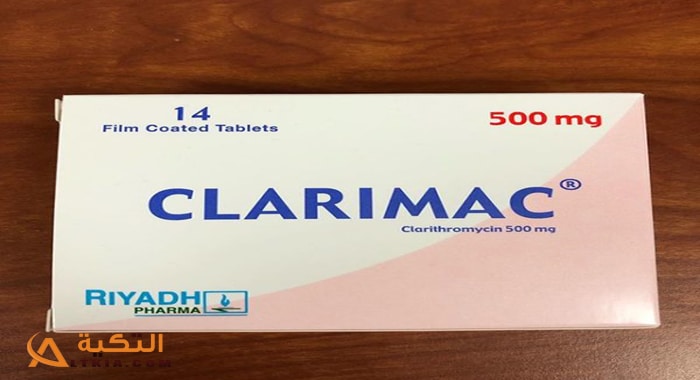 14
Film Coated Tablets
500 mg
CLARIMAC®
Clarithromycin 500 mg
RIYADH
PHARMA
التكية